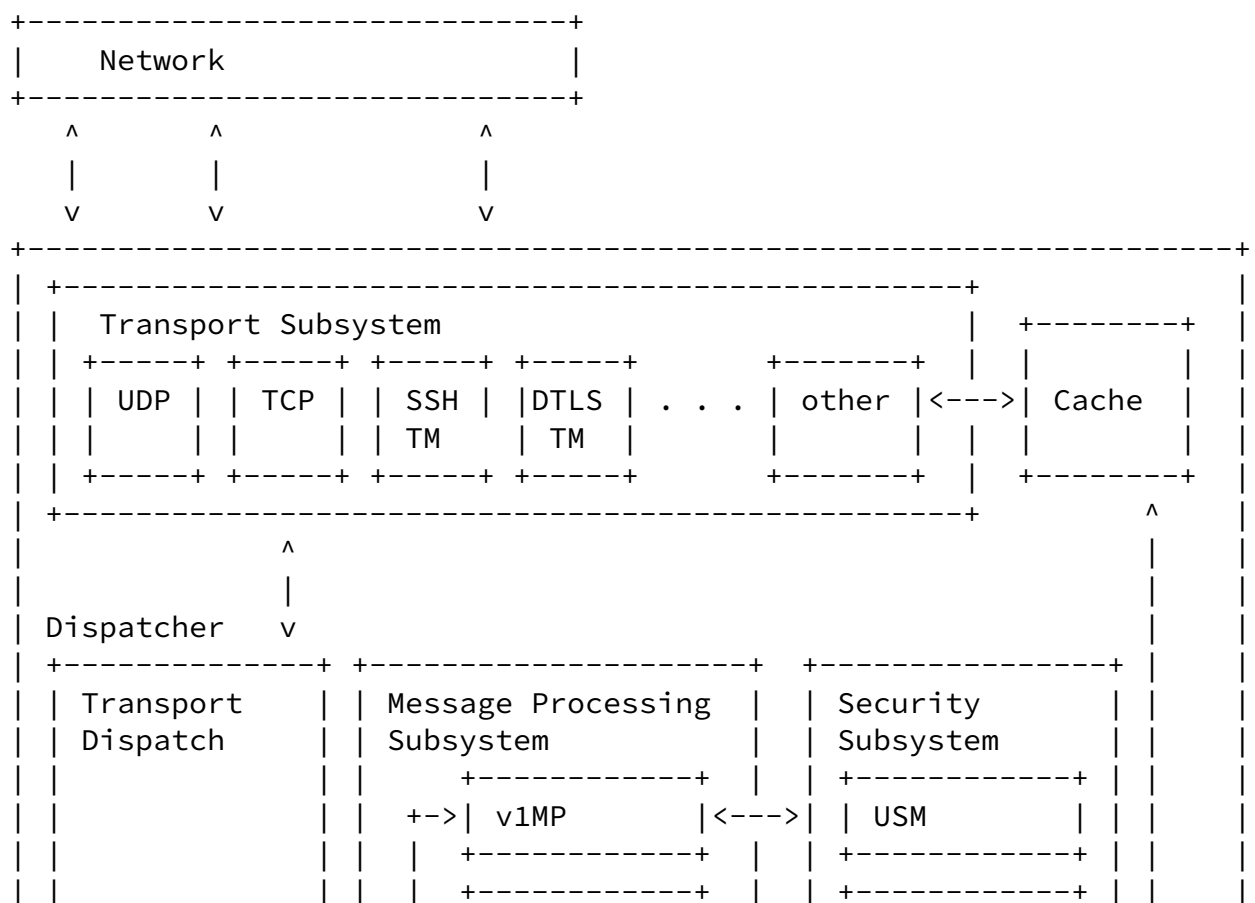 +------------------------------+
|    Network                   |
+------------------------------+
   ^       ^              ^
   |       |              |
   v       v              v
+-------------------------------------------------------------------+
| +--------------------------------------------------+              |
| |  Transport Subsystem                             |  +--------+  |
| | +-----+ +-----+ +-----+ +-----+       +-------+  |  |        |  |
| | | UDP | | TCP | | SSH | |DTLS | . . . | other |<--->| Cache  |  |
| | |     | |     | | TM  | | TM  |       |       |  |  |        |  |
| | +-----+ +-----+ +-----+ +-----+       +-------+  |  +--------+  |
| +--------------------------------------------------+         ^    |
|              ^                                               |    |
|              |                                               |    |
| Dispatcher   v                                               |    |
| +--------------+ +---------------------+  +----------------+ |    |
| | Transport    | | Message Processing  |  | Security       | |    |
| | Dispatch     | | Subsystem           |  | Subsystem      | |    |
| |              | |     +------------+  |  | +------------+ | |    |
| |              | |  +->| v1MP       |<--->| | USM        | | |    |
| |              | |  |  +------------+  |  | +------------+ | |    |
| |              | |  |  +------------+  |  | +------------+ | |    |